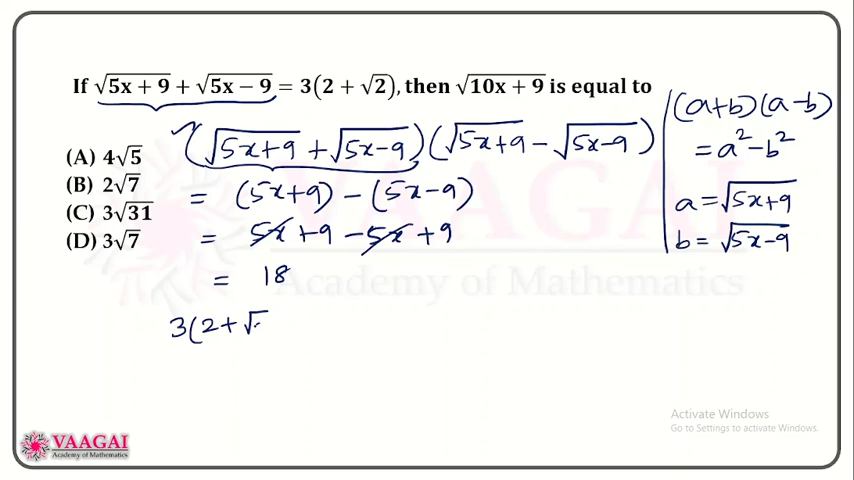 If √(5x + 9) + √(5x − 9) = 3(2 + √2), then √(10x + 9) is equal to
(A) 4√5
(B) 2√7
(C) 3√31
(D) 3√7
(√(5x+9) + √(5x-9))(√(5x+9) - √(5x-9))
= (5x+9) - (5x-9)
= 5x + 9 - 5x + 9
= 18
3(2+√
(a+b)(a-b)
= a² - b²
a = √(5x+9)
b = √(5x-9)
VAAGAI
Academy of Mathematics
Activate Windows
Go to Settings to activate Windows.
VAAGAI
Academy of Mathematics